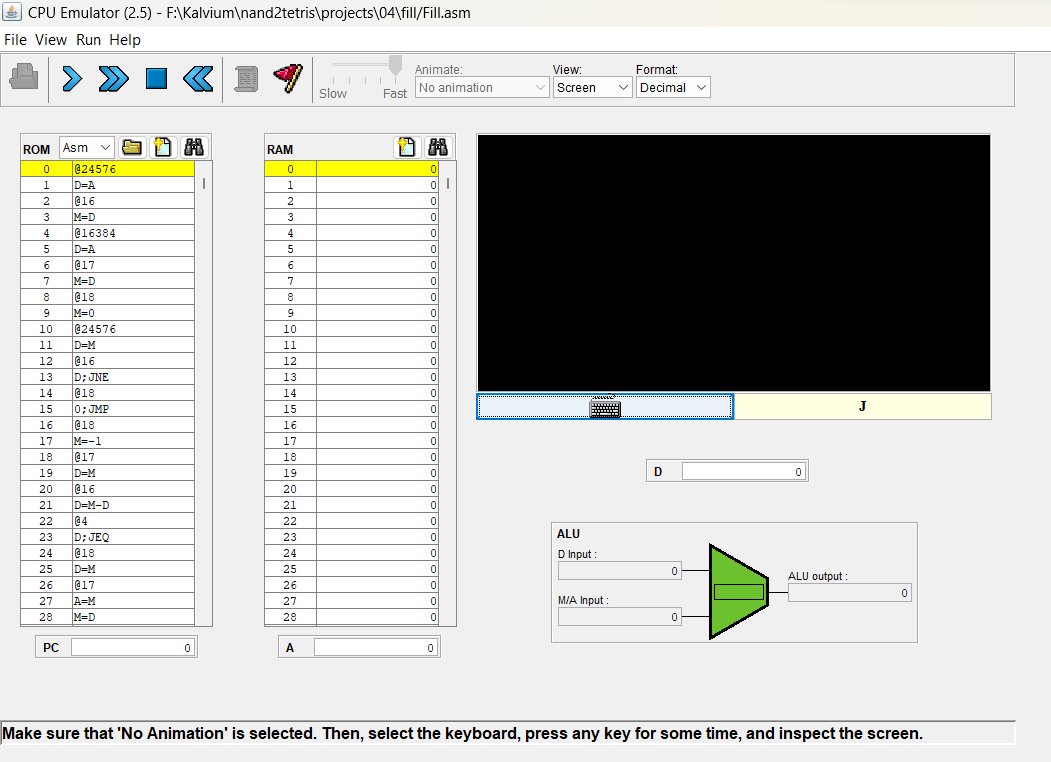 CPU Emulator (2.5) - F:\Kalvium\nand2tetris\projects\04\fill/Fill.asm
File View Run Help
Slow Fast
Animate: View: Format:
No animation Screen Decimal
ROM Asm
0 @24576
1 D=A
2 @16
3 M=D
4 @16384
5 D=A
6 @17
7 M=D
8 @18
9 M=0
10 @24576
11 D=M
12 @16
13 D;JNE
14 @18
15 0;JMP
16 @18
17 M=-1
18 @17
19 D=M
20 @16
21 D=M-D
22 @4
23 D;JEQ
24 @18
25 D=M
26 @17
27 A=M
28 M=D
PC 0
RAM
0 0
1 0
2 0
3 0
4 0
5 0
6 0
7 0
8 0
9 0
10 0
11 0
12 0
13 0
14 0
15 0
16 0
17 0
18 0
19 0
20 0
21 0
22 0
23 0
24 0
25 0
26 0
27 0
28 0
A 0
J
D 0
ALU
D Input :
0
M/A Input :
0
ALU output :
0
Make sure that 'No Animation' is selected. Then, select the keyboard, press any key for some time, and inspect the screen.